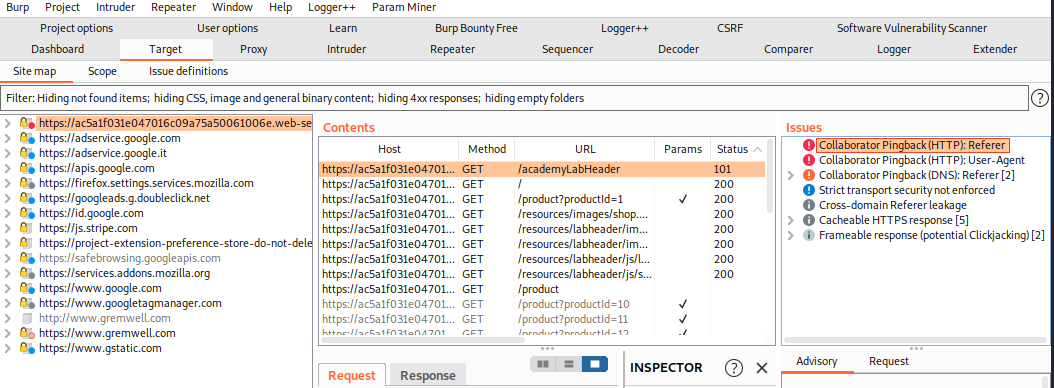 Burp Project Intruder Repeater Window Help Logger++ Param Miner
Project options User options Learn Burp Bounty Free Logger++ CSRF Software Vulnerability Scanner
Dashboard Target Proxy Intruder Repeater Sequencer Decoder Comparer Logger Extender
Site map Scope Issue definitions
Filter: Hiding not found items; hiding CSS, image and general binary content; hiding 4xx responses; hiding empty folders ?
https://ac5a1f031e047016c09a75a50061006e.web-se
https://adservice.google.com
https://adservice.google.it
https://apis.google.com
https://firefox.settings.services.mozilla.com
https://googleads.g.doubleclick.net
https://id.google.com
https://js.stripe.com
https://project-extension-preference-store-do-not-dele
https://safebrowsing.googleapis.com
https://services.addons.mozilla.org
https://www.google.com
https://www.googletagmanager.com
http://www.gremwell.com
https://www.gremwell.com
https://www.gstatic.com
Contents
Host Method URL Params Status
https://ac5a1f031e04701... GET /academyLabHeader 101
https://ac5a1f031e04701... GET / 200
https://ac5a1f031e04701... GET /product?productId=1 ✓ 200
https://ac5a1f031e04701... GET /resources/images/shop.... 200
https://ac5a1f031e04701... GET /resources/labheader/im... 200
https://ac5a1f031e04701... GET /resources/labheader/im... 200
https://ac5a1f031e04701... GET /resources/labheader/js/l... 200
https://ac5a1f031e04701... GET /resources/labheader/js/s... 200
https://ac5a1f031e04701... GET /product
https://ac5a1f031e04701... GET /product?productId=10 ✓
https://ac5a1f031e04701... GET /product?productId=11 ✓
https://ac5a1f031e04701... GET /product?productId=12 ✓
Request Response
INSPECTOR ?
Issues
Collaborator Pingback (HTTP): Referer
Collaborator Pingback (HTTP): User-Agent
Collaborator Pingback (DNS): Referer [2]
Strict transport security not enforced
Cross-domain Referer leakage
Cacheable HTTPS response [5]
Frameable response (potential Clickjacking) [2]
Advisory Request